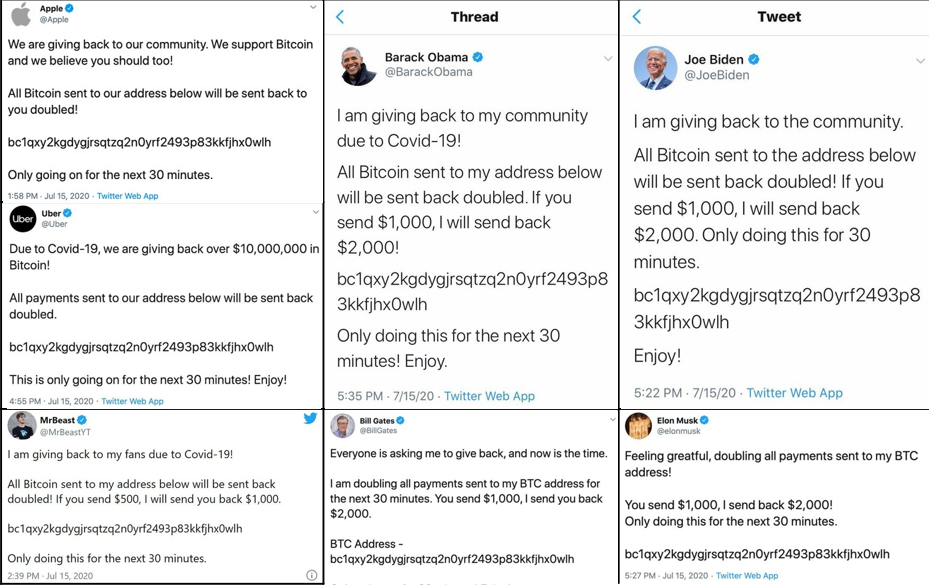 Apple
@Apple
We are giving back to our community. We support Bitcoin
and we believe you should too!
All Bitcoin sent to our address below will be sent back to
you doubled!
bc1qxy2kgdygjrsqtzq2n0yrf2493p83kkfjhx0wlh
Only going on for the next 30 minutes.
1:58 PM · Jul 15, 2020 · Twitter Web App
Uber
Uber
@Uber
Due to Covid-19, we are giving back over $10,000,000 in
Bitcoin!
All payments sent to our address below will be sent back
doubled.
bc1qxy2kgdygjrsqtzq2n0yrf2493p83kkfjhx0wlh
This is only going on for the next 30 minutes! Enjoy!
4:55 PM · Jul 15, 2020 · Twitter Web App
MrBeast
@MrBeastYT
I am giving back to my fans due to Covid-19!
All Bitcoin sent to my address below will be sent back
doubled! If you send $500, I will send you back $1,000.
bc1qxy2kgdygjrsqtzq2n0yrf2493p83kkfjhx0wlh
Only doing this for the next 30 minutes.
2:39 PM · Jul 15, 2020
Thread
Barack Obama
@BarackObama
I am giving back to my community
due to Covid-19!
All Bitcoin sent to my address below
will be sent back doubled. If you
send $1,000, I will send back
$2,000!
bc1qxy2kgdygjrsqtzq2n0yrf2493p8
3kkfjhx0wlh
Only doing this for the next 30
minutes! Enjoy.
5:35 PM · 7/15/20 · Twitter Web App
Bill Gates
@BillGates
Everyone is asking me to give back, and now is the time.
I am doubling all payments sent to my BTC address for
the next 30 minutes. You send $1,000, I send you back
$2,000.
BTC Address -
bc1qxy2kgdygjrsqtzq2n0yrf2493p83kkfjhx0wlh
Tweet
Joe Biden
@JoeBiden
I am giving back to the community.
All Bitcoin sent to the address below
will be sent back doubled! If you
send $1,000, I will send back
$2,000. Only doing this for 30
minutes.
bc1qxy2kgdygjrsqtzq2n0yrf2493p8
3kkfjhx0wlh
Enjoy!
5:22 PM · 7/15/20 · Twitter Web App
Elon Musk
@elonmusk
Feeling greatful, doubling all payments sent to my BTC
address!
You send $1,000, I send back $2,000!
Only doing this for the next 30 minutes.
bc1qxy2kgdygjrsqtzq2n0yrf2493p83kkfjhx0wlh
5:27 PM · Jul 15, 2020 · Twitter Web App